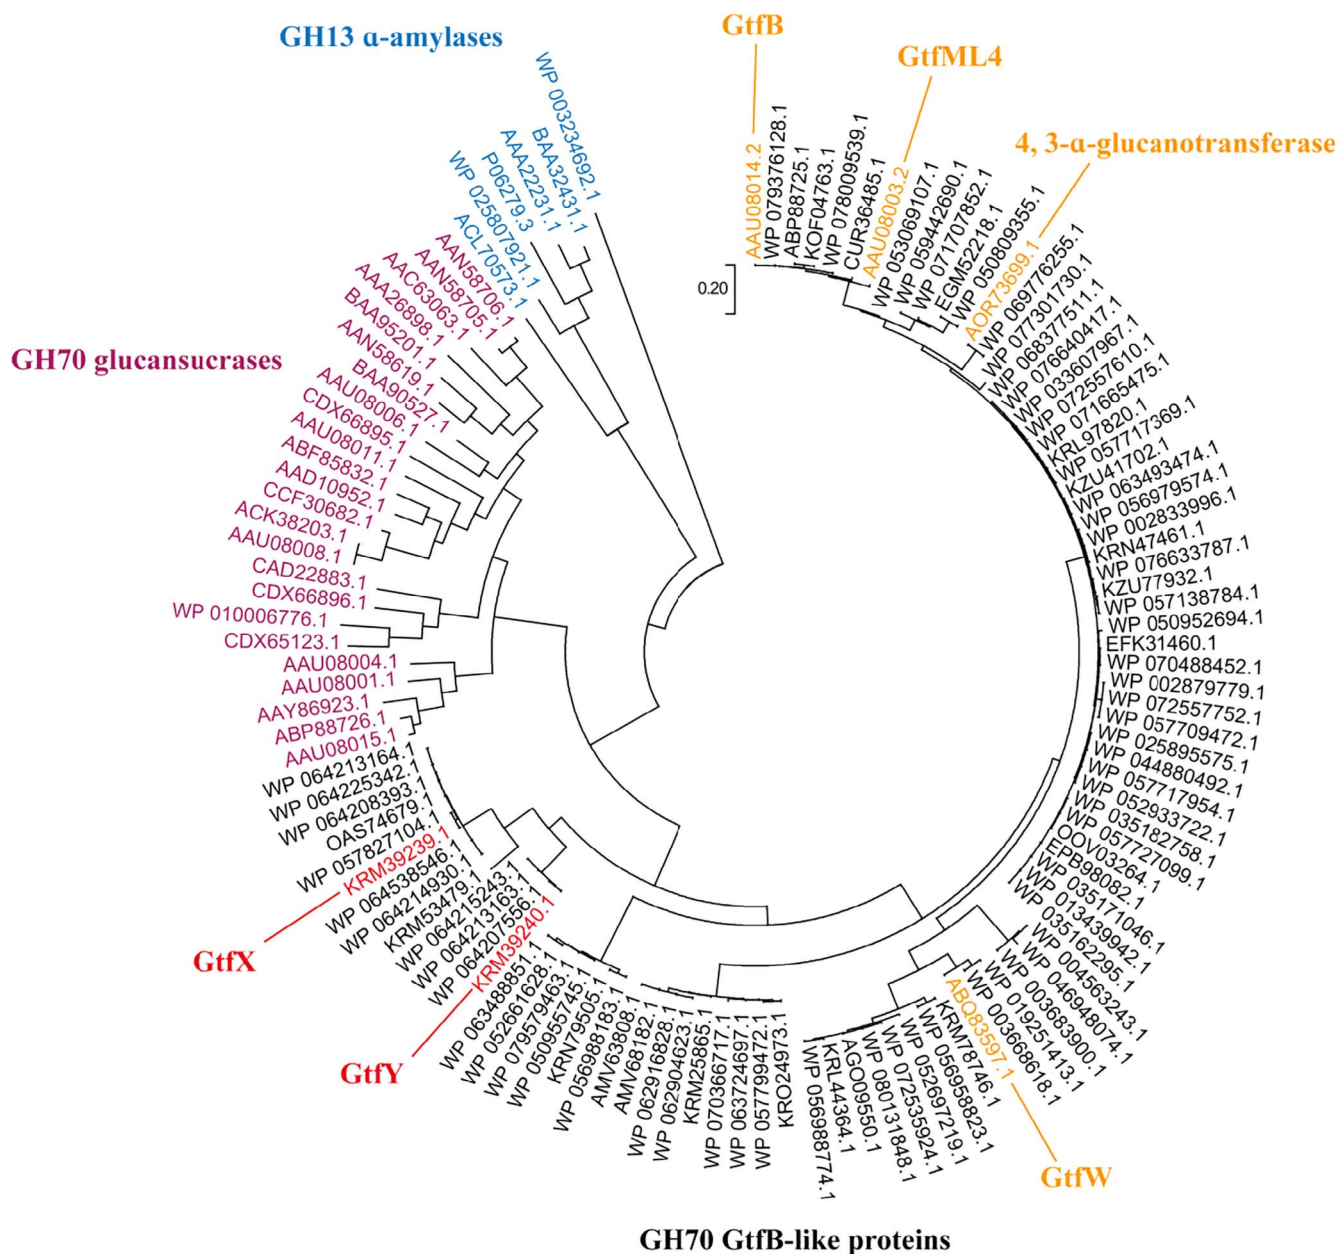 GH13 α-amylases
GtfB
GtfML4
4, 3-α-glucanotransferase
GH70 glucansucrases
0.20
WP 003234692.1
BAA32431.1
AAA22231.1
P06279.3
WP 025807921.1
ACL70573.1
AAN58706.1
AAN58705.1
AAC63063.1
AAA26898.1
BAA95201.1
AAN58619.1
BAA90527.1
AAU08006.1
CDX66895.1
AAU08011.1
ABF85832.1
AAD10952.1
CCF30682.1
ACK38203.1
AAU08008.1
CAD22883.1
CDX66896.1
WP 010006776.1
CDX65123.1
AAU08004.1
AAU08001.1
AAY86923.1
ABP88726.1
AAU08015.1
WP 064213164.1
WP 064225342.1
WP 064208393.1
OAS74679.1
WP 057827104.1
KRM39239.1
WP 064538546.1
WP 064214930.1
KRM53479.1
WP 064215243.1
WP 064213163.1
WP 064207556.1
KRM39240.1
GtfX
GtfY
WP 063488851.1
WP 052661628.1
WP 079579463.1
WP 050955745.1
KRN79505.1
WP 056988183.1
AMV63808.1
AMV68182.1
WP 062916828.1
WP 062904623.1
KRM25865.1
WP 070366717.1
WP 063724697.1
WP 057799472.1
KRO24973.1
WP 056988774.1
KRL44364.1
AGO09550.1
WP 080131848.1
WP 072535924.1
WP 052697219.1
WP 056958823.1
KRM78746.1
ABQ83597.1
GtfW
WP 003668618.1
WP 019251413.1
WP 003683900.1
WP 046948074.1
WP 004563243.1
WP 035162295.1
WP 013439942.1
WP 035171046.1
EPB98082.1
OOV03264.1
WP 057727099.1
WP 035182758.1
WP 052933722.1
WP 057717954.1
WP 044880492.1
WP 025895575.1
WP 057709472.1
WP 072557752.1
WP 002879779.1
WP 070488452.1
EFK31460.1
WP 050952694.1
WP 057138784.1
KZU77932.1
WP 076633787.1
KRN47461.1
WP 002833996.1
WP 056979574.1
WP 063493474.1
KZU41702.1
WP 057717369.1
KRL97820.1
WP 071665475.1
WP 072557610.1
WP 033607967.1
WP 076640417.1
WP 068377511.1
WP 077301730.1
WP 069776255.1
AOR73699.1
WP 050809355.1
EGM52218.1
WP 071707852.1
WP 059442690.1
WP 053069107.1
AAU08003.2
CUR36485.1
WP 078009539.1
KOF04763.1
ABP88725.1
WP 079376128.1
AAU08014.2
GH70 GtfB-like proteins